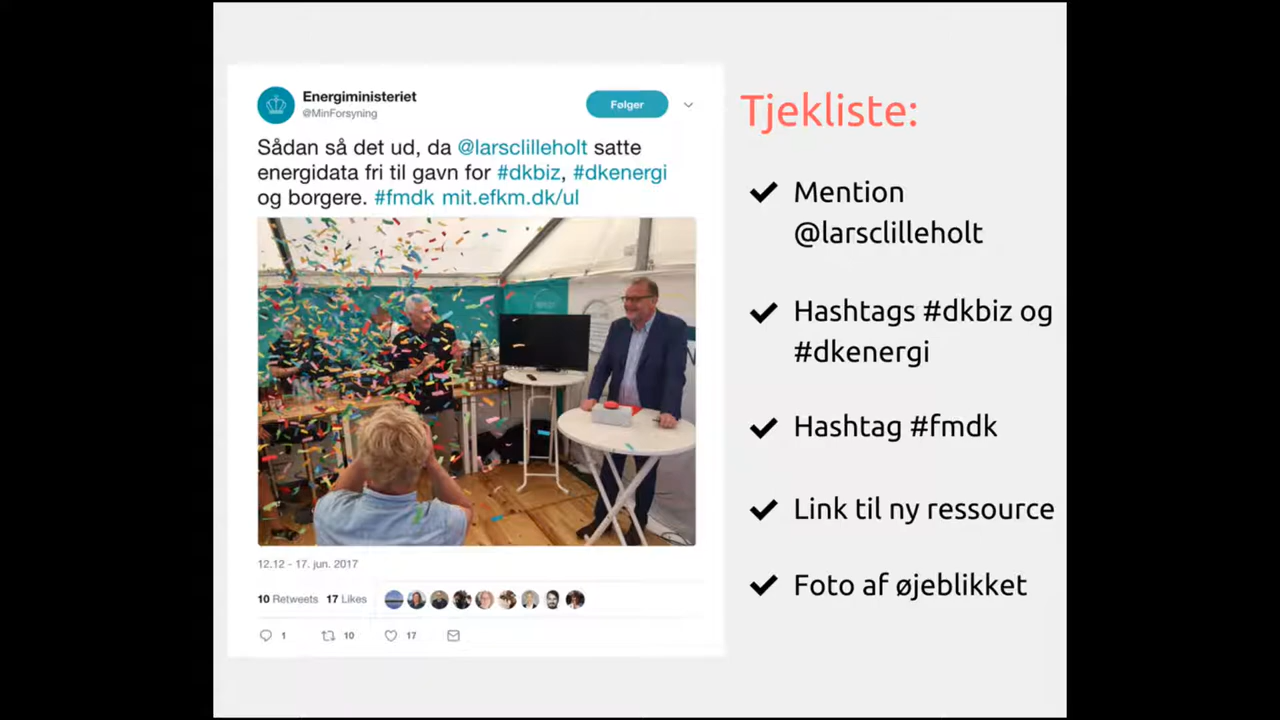 Energiministeriet
@MinForsyning
Følger
Sådan så det ud, da @larsclilleholt satte
energidata fri til gavn for #dkbiz, #dkenergi
og borgere. #fmdk mit.efkm.dk/ul
12.12 - 17. jun. 2017
10 Retweets 17 Likes
1 10 17
Tjekliste:
Mention
@larsclilleholt
Hashtags #dkbiz og
#dkenergi
Hashtag #fmdk
Link til ny ressource
Foto af øjeblikket